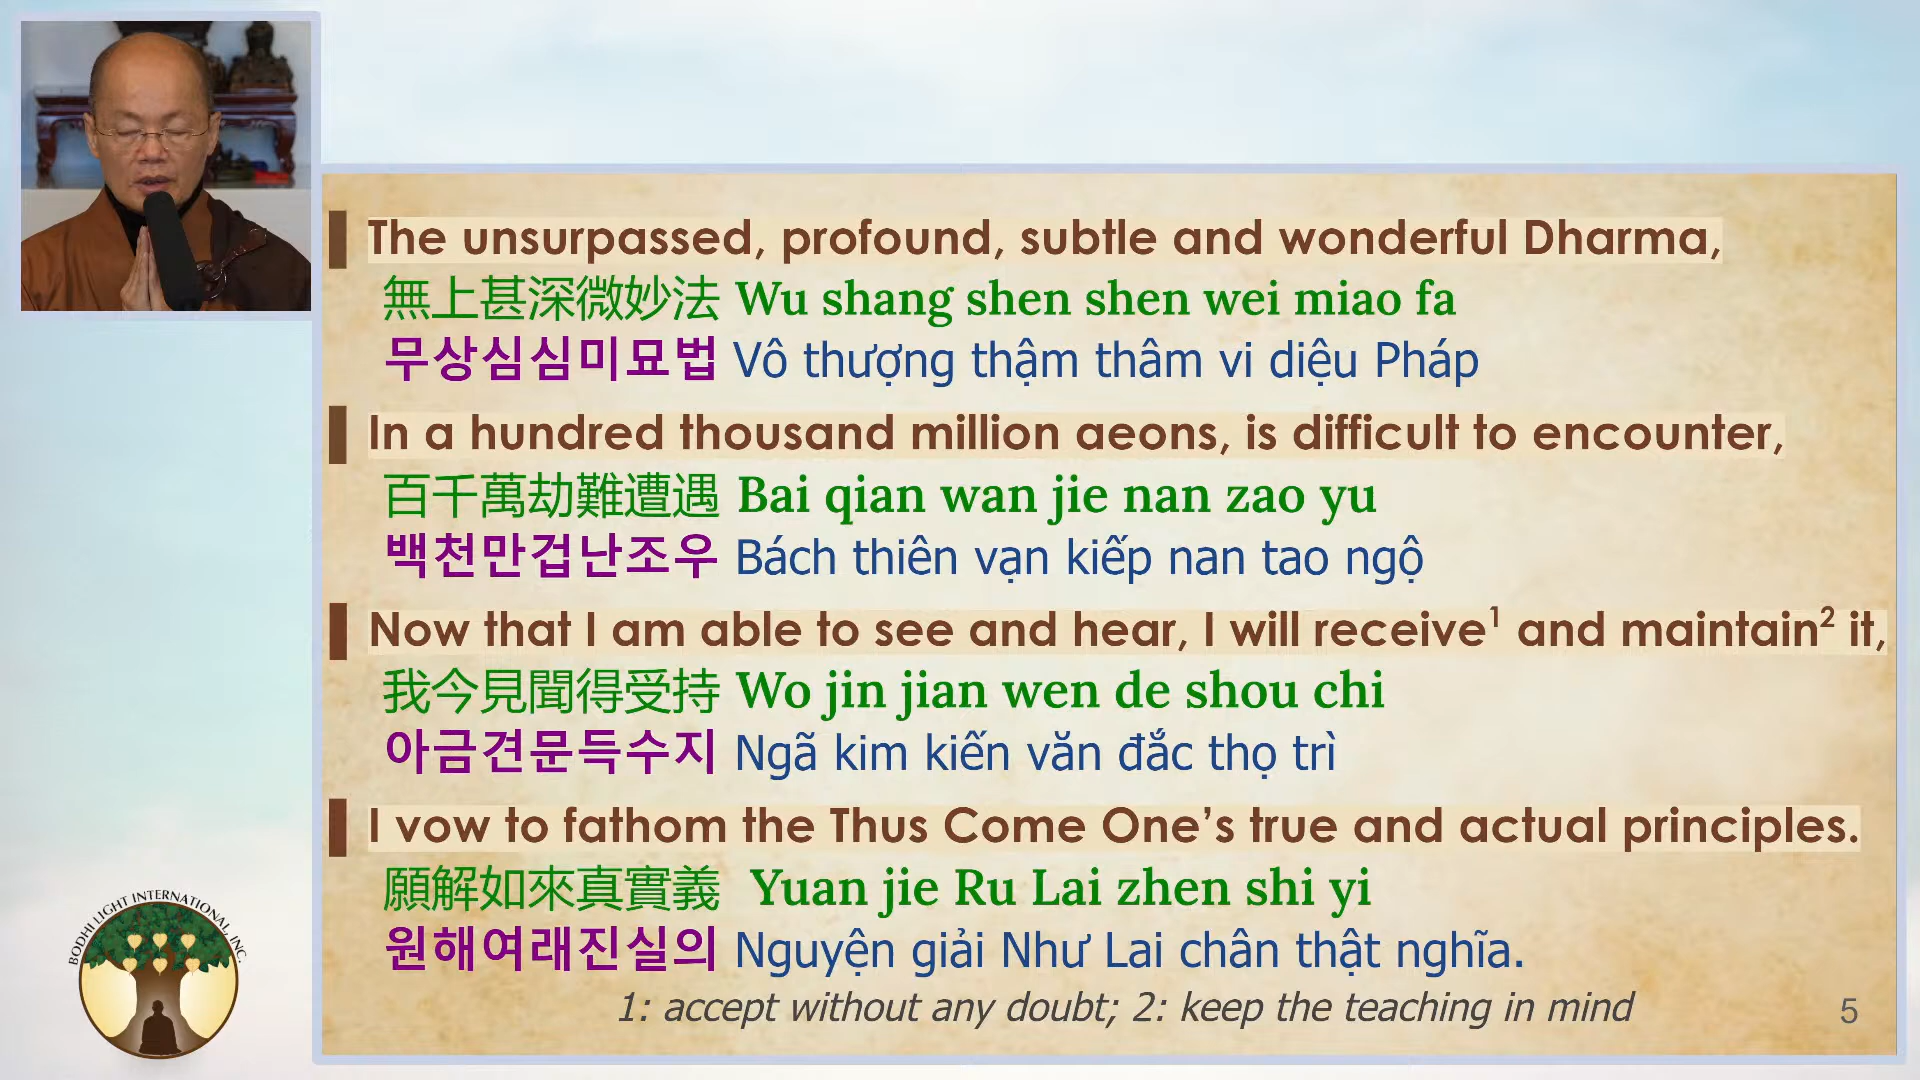 The unsurpassed, profound, subtle and wonderful Dharma,
無上甚深微妙法 Wu shang shen shen wei miao fa
무상심심미묘법 Vô thượng thậm thâm vi diệu Pháp
In a hundred thousand million aeons, is difficult to encounter,
百千萬劫難遭遇 Bai qian wan jie nan zao yu
백천만겁난조우 Bách thiên vạn kiếp nan tao ngộ
Now that I am able to see and hear, I will receive¹ and maintain² it,
我今見聞得受持 Wo jin jian wen de shou chi
아금견문득수지 Ngã kim kiến văn đắc thọ trì
I vow to fathom the Thus Come One’s true and actual principles.
願解如來真實義 Yuan jie Ru Lai zhen shi yi
원해여래진실의 Nguyện giải Như Lai chân thật nghĩa.
1: accept without any doubt; 2: keep the teaching in mind
5
BODHI LIGHT INTERNATIONAL, INC.